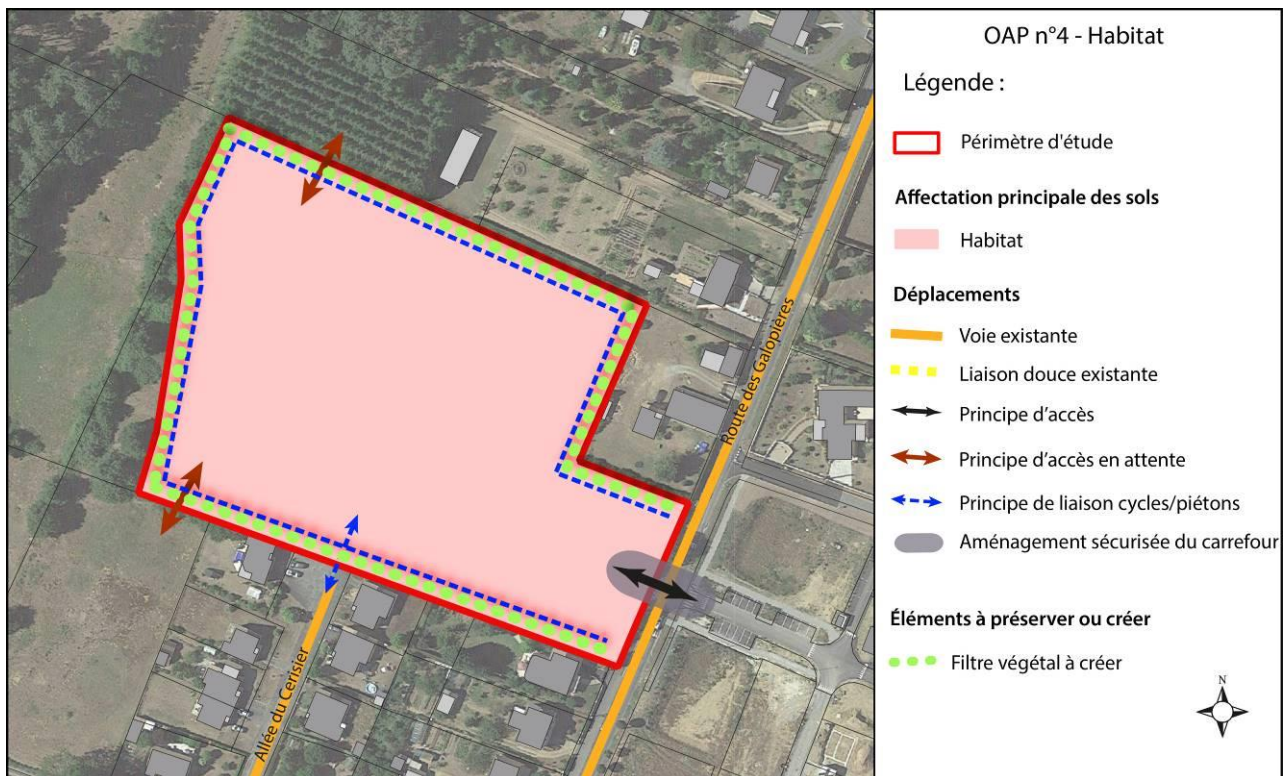 Route des Galopières
Allée du Cerisier
OAP n°4 - Habitat
Légende :
Périmètre d'étude
Affectation principale des sols
Habitat
Déplacements
Voie existante
Liaison douce existante
Principe d'accès
Principe d'accès en attente
Principe de liaison cycles/piétons
Aménagement sécurisée du carrefour
Éléments à préserver ou créer
Filtre végétal à créer
N